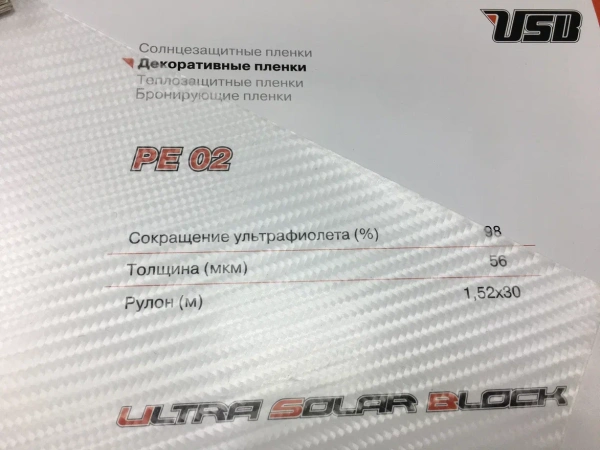 USB
Солнцезащитные пленки
Декоративные пленки
Теплозащитные пленки
Бронирующие пленки
PE 02
Сокращение ультрафиолета (%) 98
Толщина (мкм) 56
Рулон (м) 1,52x30
ULTRA SOLAR BLOCK